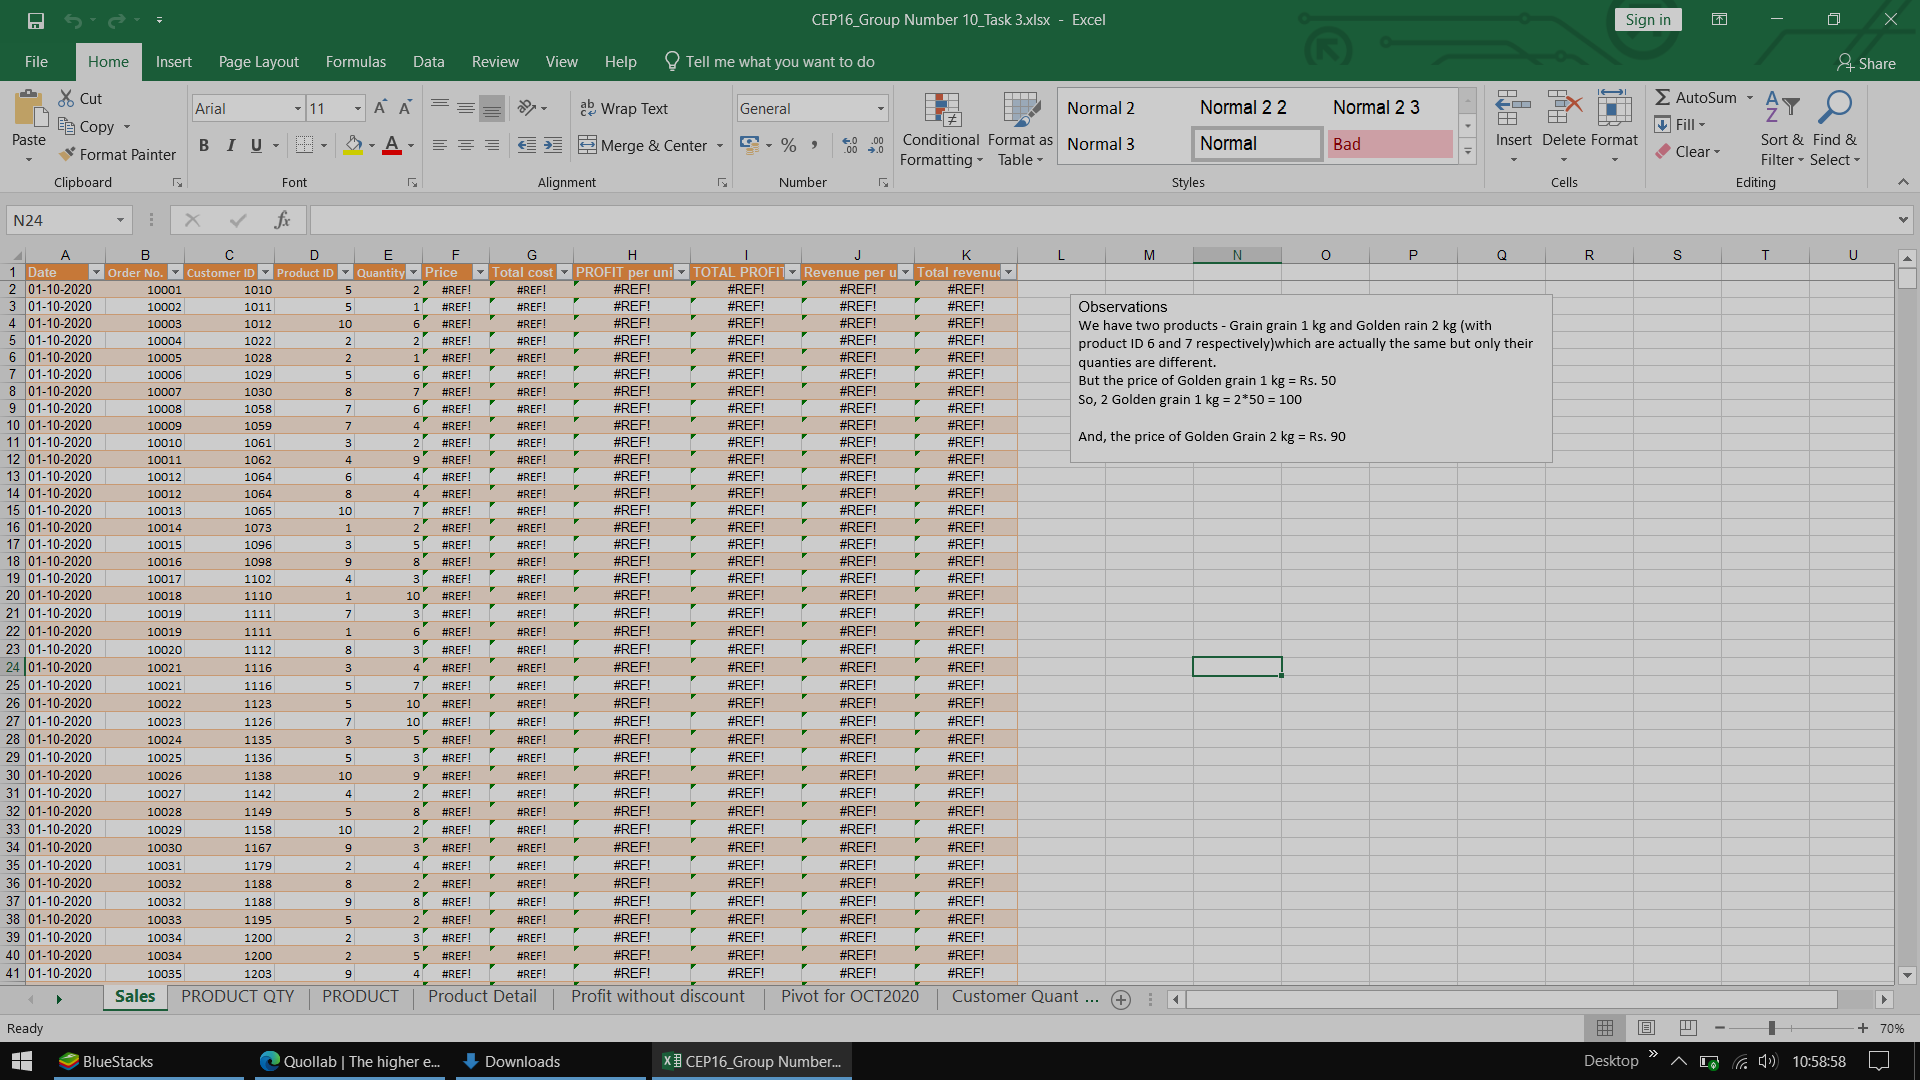 CEP16_Group Number 10_Task 3.xlsx - Excel
Sign in
File Home Insert Page Layout Formulas Data Review View Help Tell me what you want to do Share
Paste Cut Copy Format Painter Clipboard
Arial 11 B I U A Font
ab Wrap Text Merge & Center Alignment
General % , Number
Conditional Formatting Format as Table
Normal 2 Normal 2 2 Normal 2 3
Normal 3 Normal Bad
Styles
Insert Delete Format Cells
AutoSum Fill Clear Sort & Filter Find & Select Editing
N24 fx
A B C D E F G H I J K L M N O P Q R S T U
1 Date Order No. Customer ID Product ID Quantity Price Total cost PROFIT per uni TOTAL PROFIT Revenue per u Total revenu
2 01-10-2020 10001 1010 5 2 #REF! #REF! #REF! #REF! #REF! #REF!
3 01-10-2020 10002 1011 5 1 #REF! #REF! #REF! #REF! #REF! #REF!
4 01-10-2020 10003 1012 10 6 #REF! #REF! #REF! #REF! #REF! #REF!
5 01-10-2020 10004 1022 2 2 #REF! #REF! #REF! #REF! #REF! #REF!
6 01-10-2020 10005 1028 2 1 #REF! #REF! #REF! #REF! #REF! #REF!
7 01-10-2020 10006 1029 5 6 #REF! #REF! #REF! #REF! #REF! #REF!
8 01-10-2020 10007 1030 8 7 #REF! #REF! #REF! #REF! #REF! #REF!
9 01-10-2020 10008 1058 7 6 #REF! #REF! #REF! #REF! #REF! #REF!
10 01-10-2020 10009 1059 7 4 #REF! #REF! #REF! #REF! #REF! #REF!
11 01-10-2020 10010 1061 3 2 #REF! #REF! #REF! #REF! #REF! #REF!
12 01-10-2020 10011 1062 4 9 #REF! #REF! #REF! #REF! #REF! #REF!
13 01-10-2020 10012 1064 6 4 #REF! #REF! #REF! #REF! #REF! #REF!
14 01-10-2020 10012 1064 8 4 #REF! #REF! #REF! #REF! #REF! #REF!
15 01-10-2020 10013 1065 10 7 #REF! #REF! #REF! #REF! #REF! #REF!
16 01-10-2020 10014 1073 1 2 #REF! #REF! #REF! #REF! #REF! #REF!
17 01-10-2020 10015 1096 3 5 #REF! #REF! #REF! #REF! #REF! #REF!
18 01-10-2020 10016 1098 9 8 #REF! #REF! #REF! #REF! #REF! #REF!
19 01-10-2020 10017 1102 4 3 #REF! #REF! #REF! #REF! #REF! #REF!
20 01-10-2020 10018 1110 1 10 #REF! #REF! #REF! #REF! #REF! #REF!
21 01-10-2020 10019 1111 7 3 #REF! #REF! #REF! #REF! #REF! #REF!
22 01-10-2020 10019 1111 1 6 #REF! #REF! #REF! #REF! #REF! #REF!
23 01-10-2020 10020 1112 8 3 #REF! #REF! #REF! #REF! #REF! #REF!
24 01-10-2020 10021 1116 3 4 #REF! #REF! #REF! #REF! #REF! #REF!
25 01-10-2020 10021 1116 5 7 #REF! #REF! #REF! #REF! #REF! #REF!
26 01-10-2020 10022 1123 5 10 #REF! #REF! #REF! #REF! #REF! #REF!
27 01-10-2020 10023 1126 7 10 #REF! #REF! #REF! #REF! #REF! #REF!
28 01-10-2020 10024 1135 3 5 #REF! #REF! #REF! #REF! #REF! #REF!
29 01-10-2020 10025 1136 5 3 #REF! #REF! #REF! #REF! #REF! #REF!
30 01-10-2020 10026 1138 10 9 #REF! #REF! #REF! #REF! #REF! #REF!
31 01-10-2020 10027 1142 4 2 #REF! #REF! #REF! #REF! #REF! #REF!
32 01-10-2020 10028 1149 5 8 #REF! #REF! #REF! #REF! #REF! #REF!
33 01-10-2020 10029 1158 10 2 #REF! #REF! #REF! #REF! #REF! #REF!
34 01-10-2020 10030 1167 9 3 #REF! #REF! #REF! #REF! #REF! #REF!
35 01-10-2020 10031 1179 2 4 #REF! #REF! #REF! #REF! #REF! #REF!
36 01-10-2020 10032 1188 8 2 #REF! #REF! #REF! #REF! #REF! #REF!
37 01-10-2020 10032 1188 9 8 #REF! #REF! #REF! #REF! #REF! #REF!
38 01-10-2020 10033 1195 5 2 #REF! #REF! #REF! #REF! #REF! #REF!
39 01-10-2020 10034 1200 2 3 #REF! #REF! #REF! #REF! #REF! #REF!
40 01-10-2020 10034 1200 2 5 #REF! #REF! #REF! #REF! #REF! #REF!
41 01-10-2020 10035 1203 9 4 #REF! #REF! #REF! #REF! #REF! #REF!
Observations
We have two products - Grain grain 1 kg and Golden rain 2 kg (with
product ID 6 and 7 respectively)which are actually the same but only their
quanties are different.
But the price of Golden grain 1 kg = Rs. 50
So, 2 Golden grain 1 kg = 2*50 = 100
And, the price of Golden Grain 2 kg = Rs. 90
Sales PRODUCT QTY PRODUCT Product Detail Profit without discount Pivot for OCT2020 Customer Quant ...
Ready 70%
BlueStacks Quollab | The higher e... Downloads CEP16_Group Number... Desktop 10:58:58